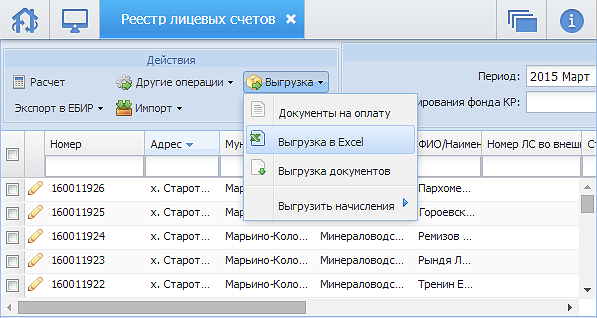 Реестр лицевых счетов ×
Действия
Расчет Другие операции Выгрузка
Экспорт в ЕБИР Импорт
Период: 2015 Март
ирования фонда КР:
Документы на оплату
Выгрузка в Excel
Выгрузка документов
Выгрузить начисления
Номер Адрес Мун ФИО/Наимен Номер ЛС во внеш Ст
160011926 х. Старот... Мар Пархоме...
160011925 х. Старот... Мар Гороевск...
160011924 х. Старот... Марьино-Коло... Минераловодс... Ремизов ...
160011923 х. Старот... Марьино-Коло... Минераловодс... Рындя Л...
160011922 х. Старот... Марьино-Коло... Минераловодс... Тренин Е...